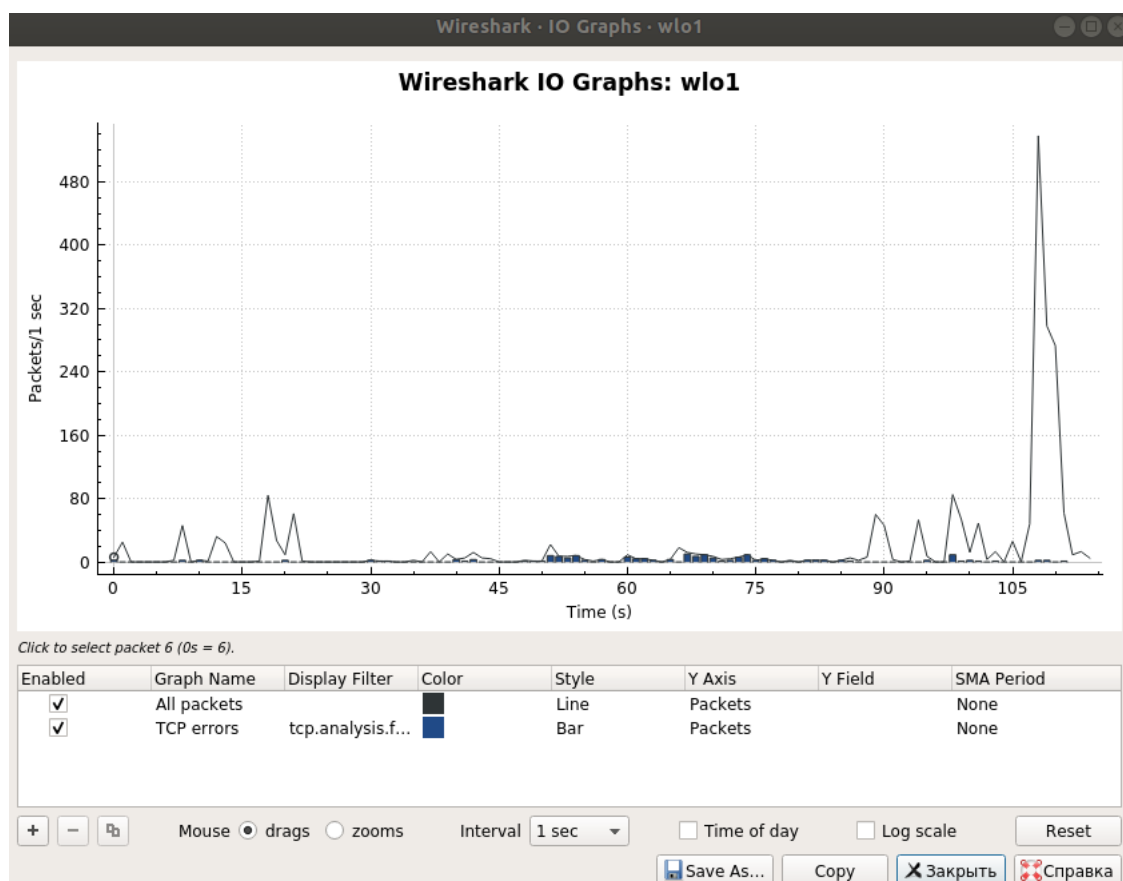 Wireshark · IO Graphs · wlo1
Wireshark IO Graphs: wlo1
480
400
320
240
160
80
0
Packets/1 sec
0 15 30 45 60 75 90 105
Time (s)
Click to select packet 6 (0s = 6).
Enabled Graph Name Display Filter Color Style Y Axis Y Field SMA Period
All packets Line Packets None
TCP errors tcp.analysis.f... Bar Packets None
+ − Mouse drags zooms Interval 1 sec Time of day Log scale Reset
Save As... Copy Закрыть Справка